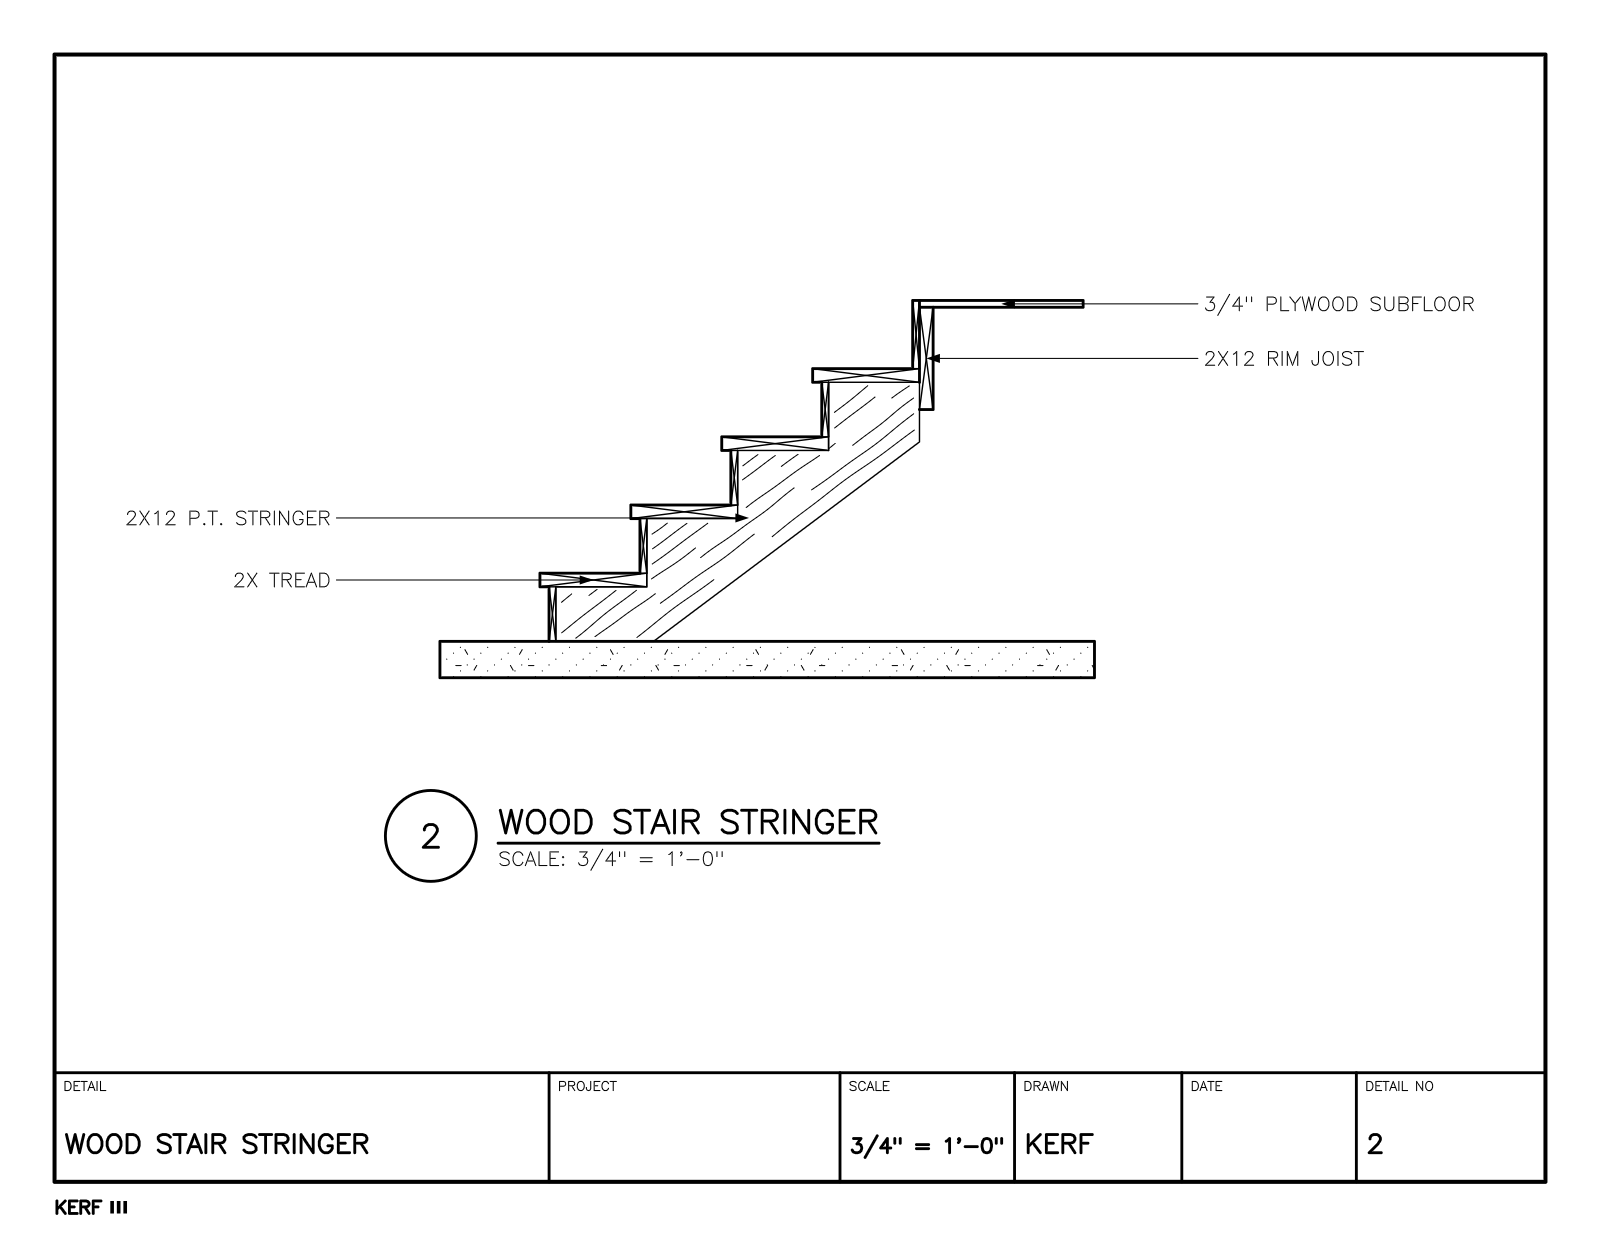 3/4" PLYWOOD SUBFLOOR
2X12 RIM JOIST
2X12 P.T. STRINGER
2X TREAD
2
WOOD STAIR STRINGER
SCALE: 3/4" = 1'-0"
DETAIL
WOOD STAIR STRINGER
PROJECT
SCALE
3/4" = 1'-0"
DRAWN
KERF
DATE
DETAIL NO
2
KERF III